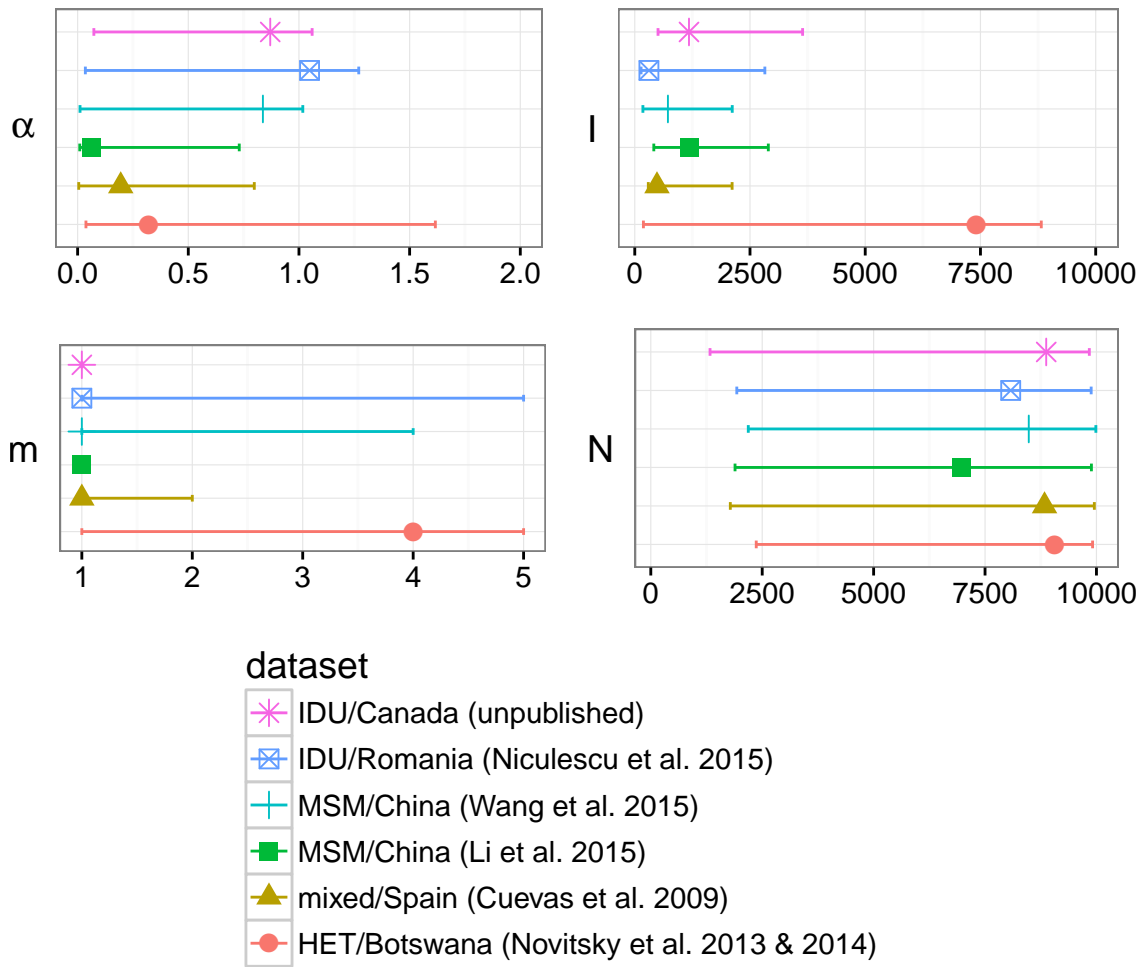 α
0.0 0.5 1.0 1.5 2.0
I
0 2500 5000 7500 10000
m
1 2 3 4 5
N
0 2500 5000 7500 10000
dataset
IDU/Canada (unpublished)
IDU/Romania (Niculescu et al. 2015)
MSM/China (Wang et al. 2015)
MSM/China (Li et al. 2015)
mixed/Spain (Cuevas et al. 2009)
HET/Botswana (Novitsky et al. 2013 & 2014)